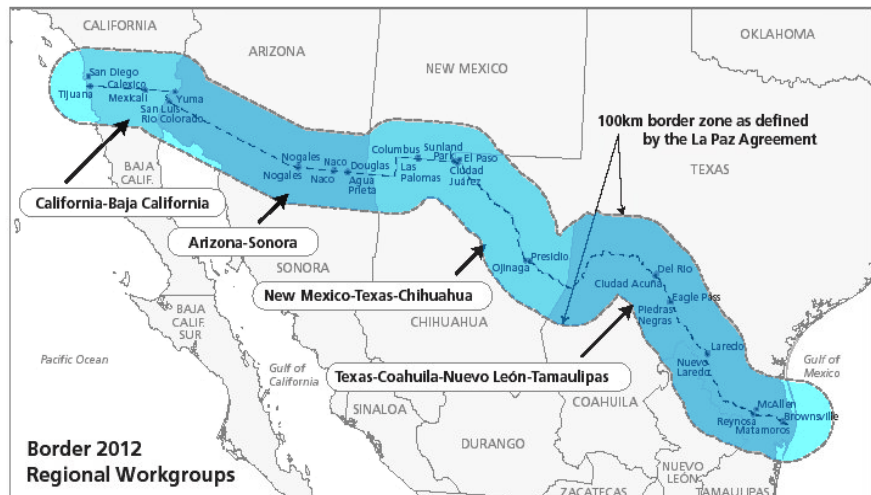 CALIFORNIA
ARIZONA
NEW MEXICO
OKLAHOMA
TEXAS
San Diego
Tijuana
Calexico
Mexicali
Yuma
San Luis
Rio Colorado
BAJA
CALIF.
Nogales
Nogales
Naco
Naco
Douglas
Agua
Prieta
Columbus
Las
Palomas
Sunland
Park
El Paso
Ciudad
Juárez
100km border zone as defined
by the La Paz Agreement
California-Baja California
Arizona-Sonora
SONORA
New Mexico-Texas-Chihuahua
Ojinaga
Presidio
CHIHUAHUA
Del Rio
Ciudad Acuña
Eagle Pass
Piedras
Negras
Texas-Coahuila-Nuevo León-Tamaulipas
Laredo
Nuevo
Laredo
BAJA
CALIF.
SUR
Pacific Ocean
Gulf of
California
Gulf of
Mexico
McAllen
Reynosa
Brownsville
Matamoros
SINALOA
DURANGO
COAHUILA
NUEVO
LEÓN
ZACATECAS
TAMAULIPAS
Border 2012
Regional Workgroups